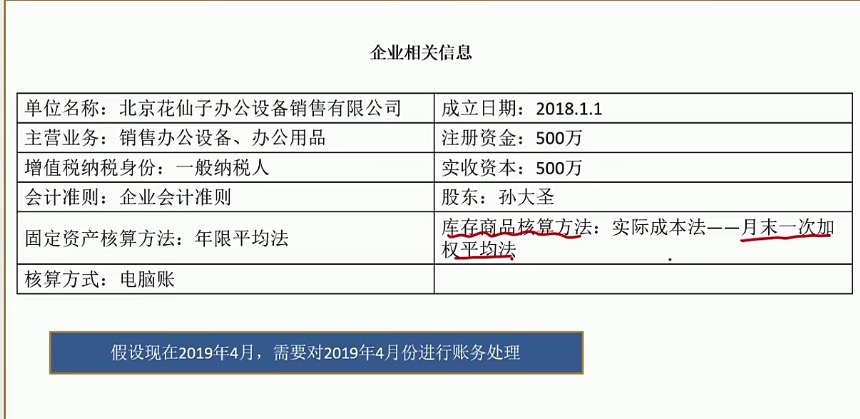 企业相关信息
单位名称：北京花仙子办公设备销售有限公司
成立日期：2018.1.1
主营业务：销售办公设备、办公用品
注册资金：500万
增值税纳税身份：一般纳税人
实收资本：500万
会计准则：企业会计准则
股东：孙大圣
固定资产核算方法：年限平均法
库存商品核算方法：实际成本法——月末一次加
权平均法
核算方式：电脑账
假设现在2019年4月，需要对2019年4月份进行账务处理